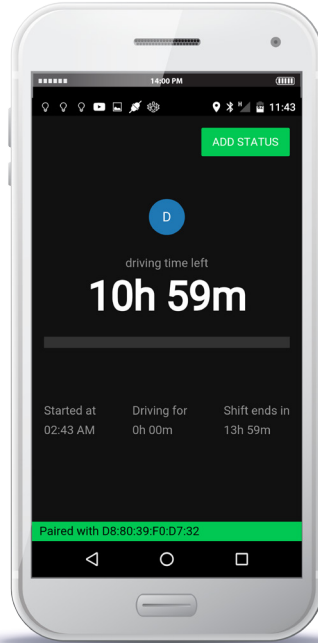 14:00 PM
11:43
ADD STATUS
D
driving time left
10h 59m
Started at
Driving for
Shift ends in
02:43 AM
0h 00m
13h 59m
Paired with D8:80:39:F0:D7:32